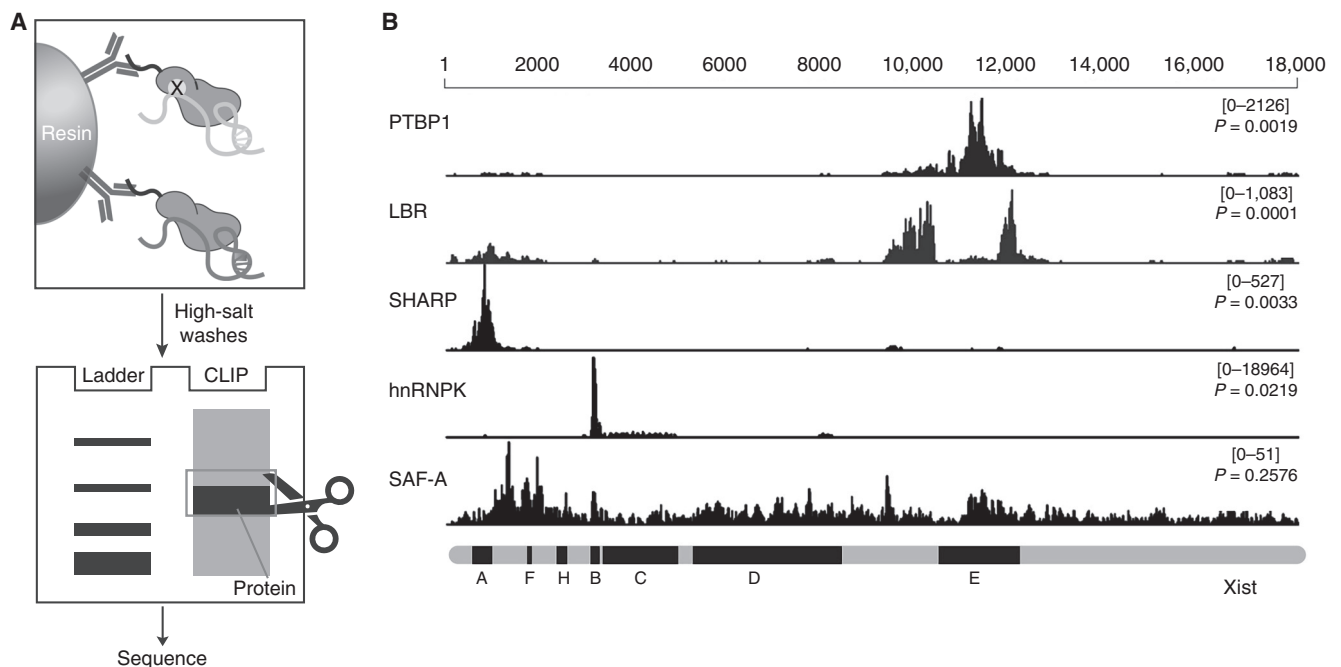 A
Resin
X
High-salt
washes
Ladder
CLIP
Protein
Sequence
B
1 2000 4000 6000 8000 10,000 12,000 14,000 16,000 18,000
PTBP1
[0–2126]
P = 0.0019
LBR
[0–1,083]
P = 0.0001
SHARP
[0–527]
P = 0.0033
hnRNPK
[0–18964]
P = 0.0219
SAF-A
[0–51]
P = 0.2576
A F H B C D E
Xist